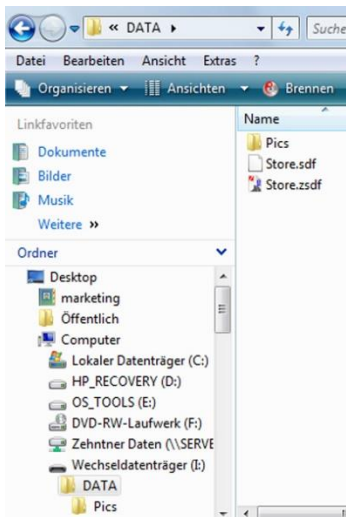 « DATA
Suche
Datei Bearbeiten Ansicht Extras ?
Organisieren Ansichten Brennen
Linkfavoriten
Dokumente
Bilder
Musik
Weitere »
Ordner
Desktop
marketing
Öffentlich
Computer
Lokaler Datenträger (C:)
HP_RECOVERY (D:)
OS_TOOLS (E:)
DVD-RW-Laufwerk (F:)
Zehntner Daten (\\SERVE
Wechseldatenträger (I:)
DATA
Pics
Name
Pics
Store.sdf
Store.zsdf